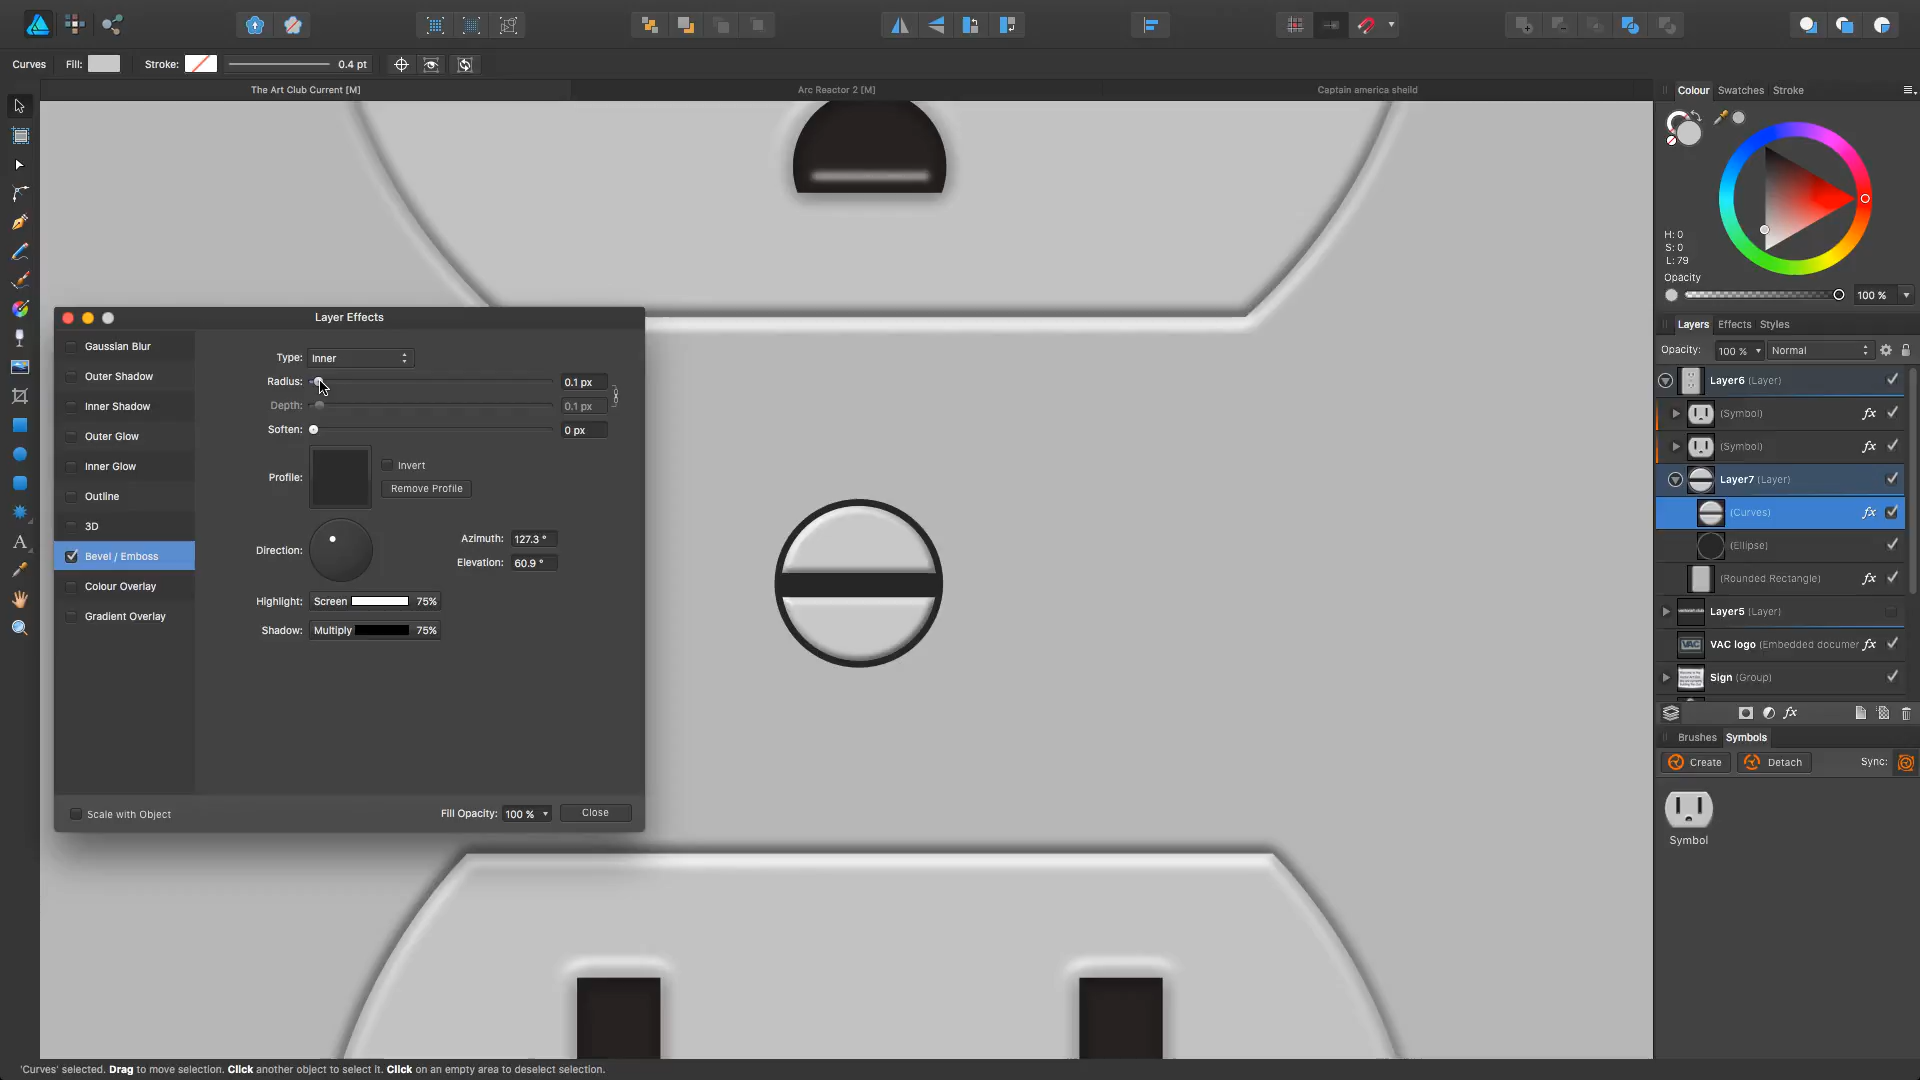 Curves Fill: Stroke: 0.4 pt
The Art Club Current [M] Arc Reactor 2 [M] Captain america sheild
Colour Swatches Stroke
H: 0
S: 0
L: 79
Opacity
100 %
Layers Effects Styles
Opacity: 100 % Normal
Layer6 (Layer)
(Symbol) fx
(Symbol) fx
Layer7 (Layer)
(Curves) fx
(Ellipse)
(Rounded Rectangle) fx
Layer5 (Layer)
VAC logo (Embedded documer fx
Sign (Group)
fx
Brushes Symbols
Create Detach Sync:
Symbol
Layer Effects
Gaussian Blur
Outer Shadow
Inner Shadow
Outer Glow
Inner Glow
Outline
3D
Bevel / Emboss
Colour Overlay
Gradient Overlay
Type: Inner
Radius: 0.1 px
Depth: 0.1 px
Soften: 0 px
Profile: Invert
Remove Profile
Direction: Azimuth: 127.3 °
Elevation: 60.9 °
Highlight: Screen 75%
Shadow: Multiply 75%
Scale with Object Fill Opacity: 100 % Close
'Curves' selected. Drag to move selection. Click another object to select it. Click on an empty area to deselect selection.